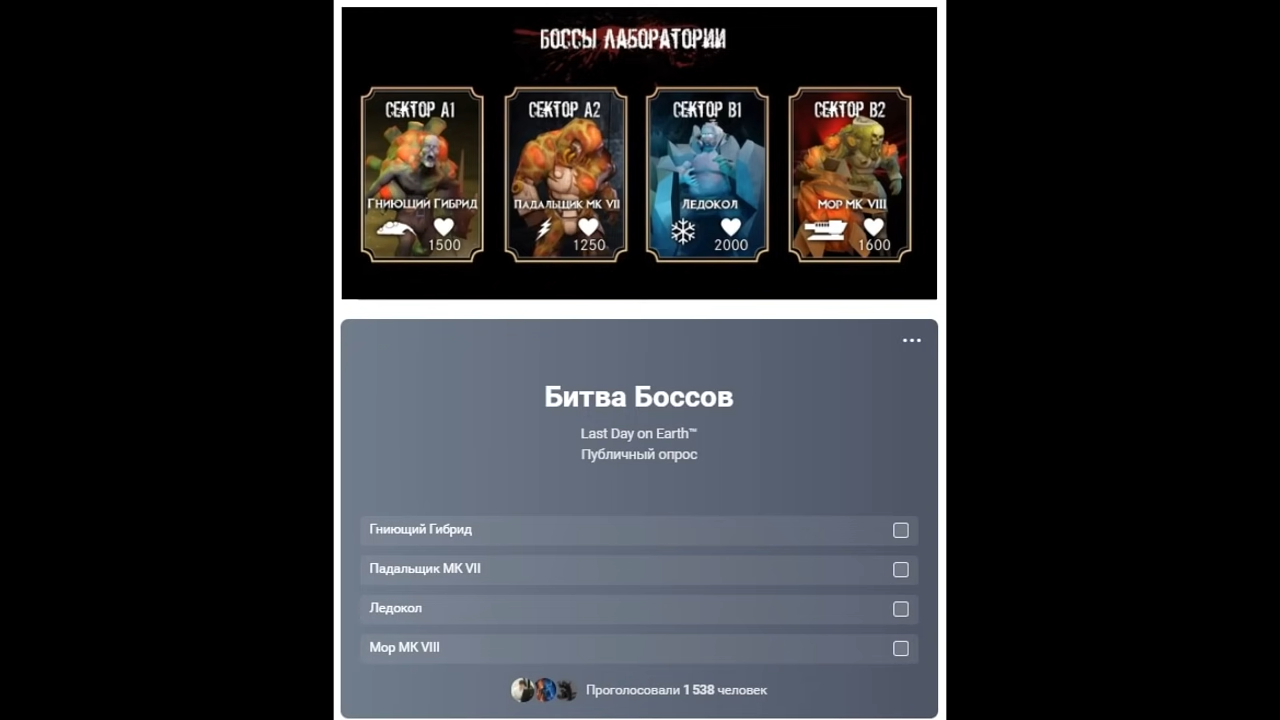 БОССЫ ЛАБОРАТОРИИ
СЕКТОР А1
СЕКТОР А2
СЕКТОР В1
СЕКТОР В2
Гниющий Гибрид
Падальщик МК VII
Ледокол
Мор МК VIII
1500
1250
2000
1600
Битва Боссов
Last Day on Earth™
Публичный опрос
Гниющий Гибрид
Падальщик МК VII
Ледокол
Мор МК VIII
Проголосовали 1 538 человек